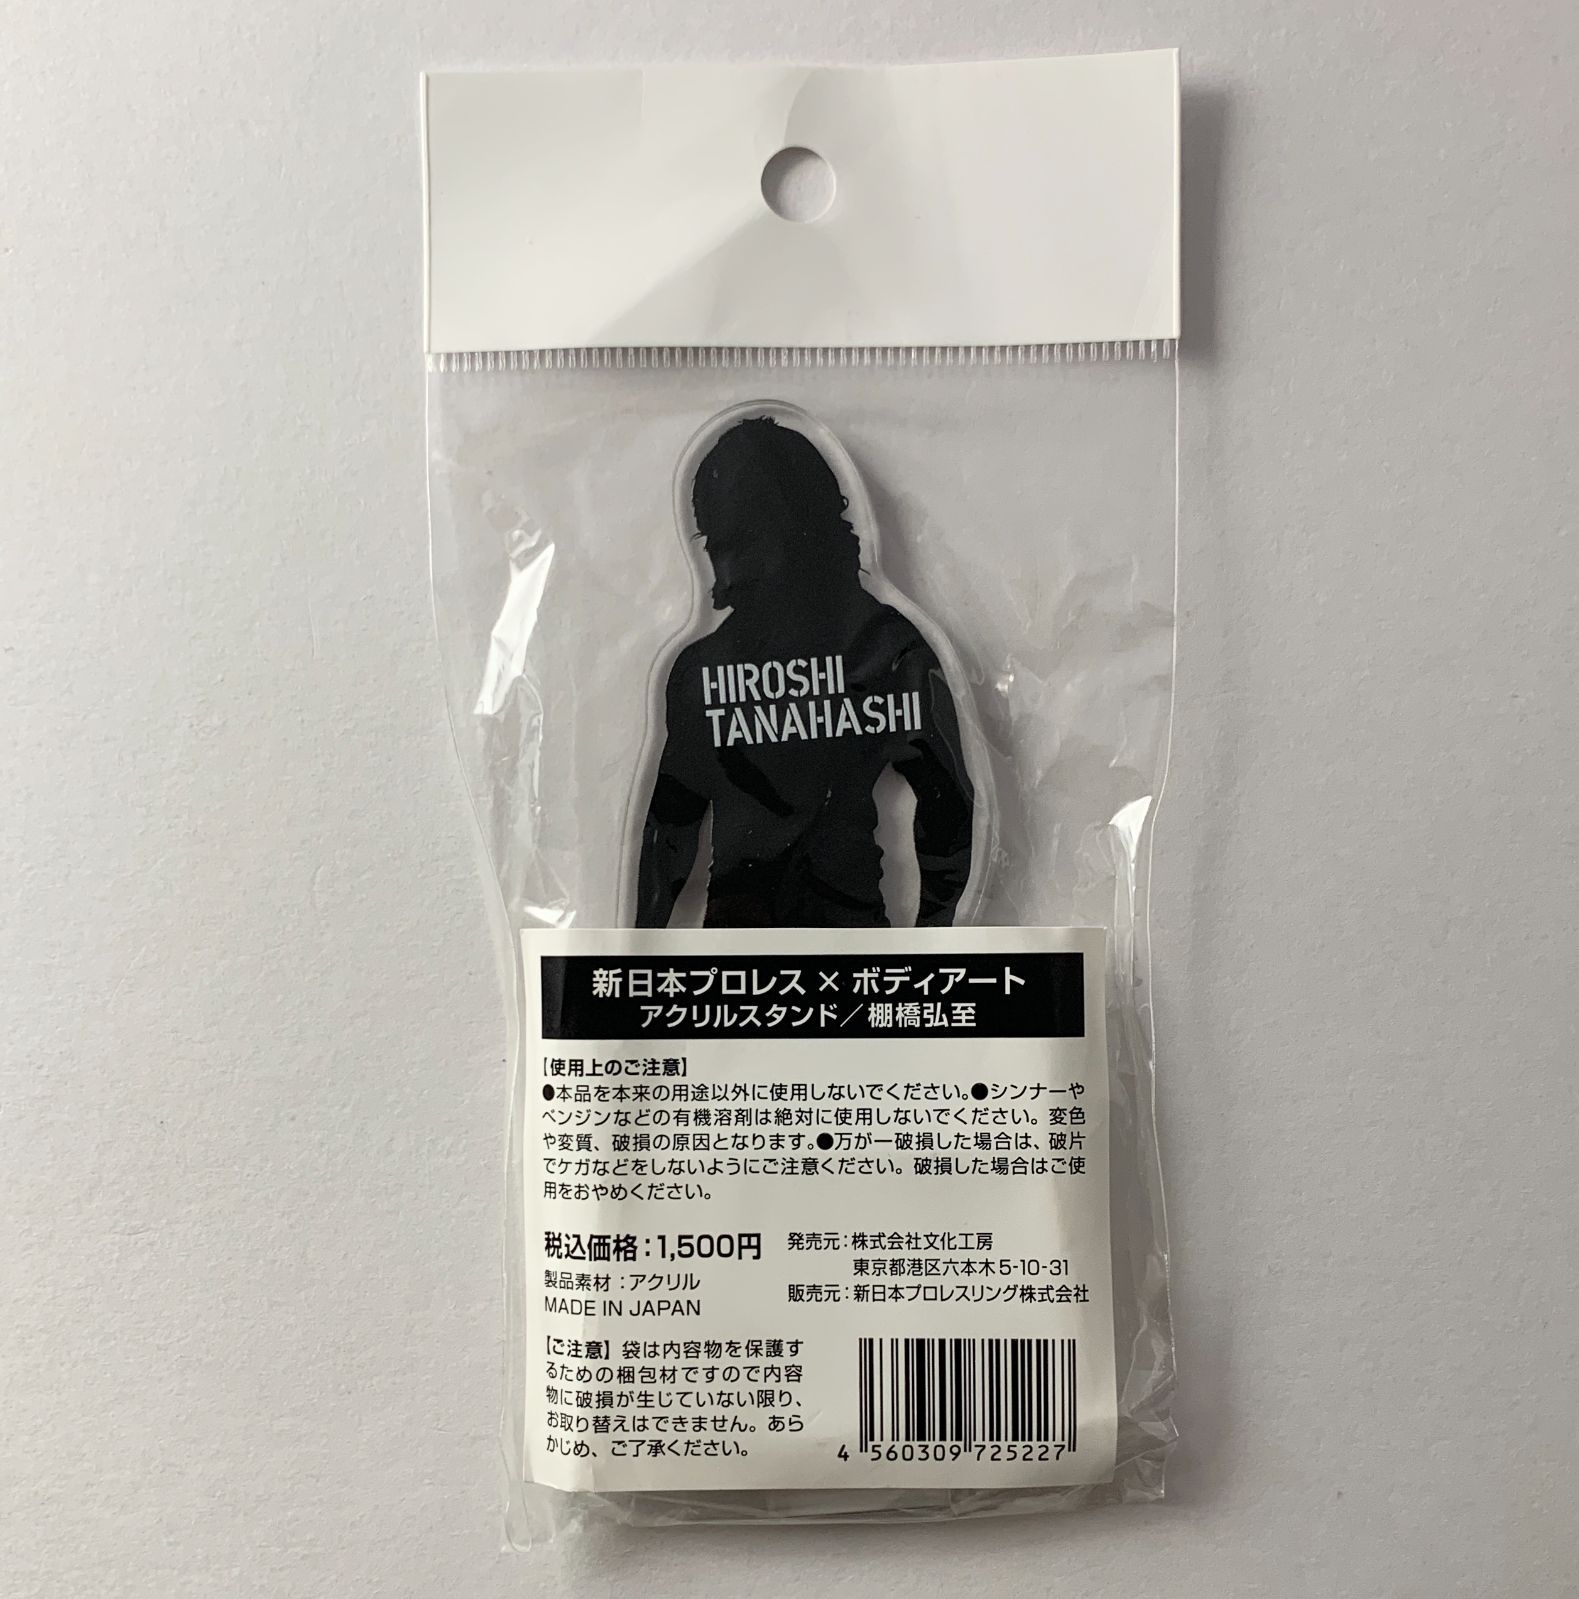 HIROSHI
TANAHASHI
新日本プロレス×ボディアート
アクリルスタンド／棚橋弘至
【使用上のご注意】
●本品を本来の用途以外に使用しないでください。●シンナーや
ベンジンなどの有機溶剤は絶対に使用しないでください。変色
や変質、破損の原因となります。●万が一破損した場合は、破片
でケガなどをしないようにご注意ください。破損した場合はご使
用をおやめください。
税込価格：1,500円
製品素材：アクリル
MADE IN JAPAN
発売元：株式会社文化工房
東京都港区六本木5-10-31
販売元：新日本プロレスリング株式会社
【ご注意】袋は内容物を保護す
るための梱包材ですので内容
物に破損が生じていない限り、
お取り替えはできません。あら
かじめ、ご了承ください。
4 560309 725227